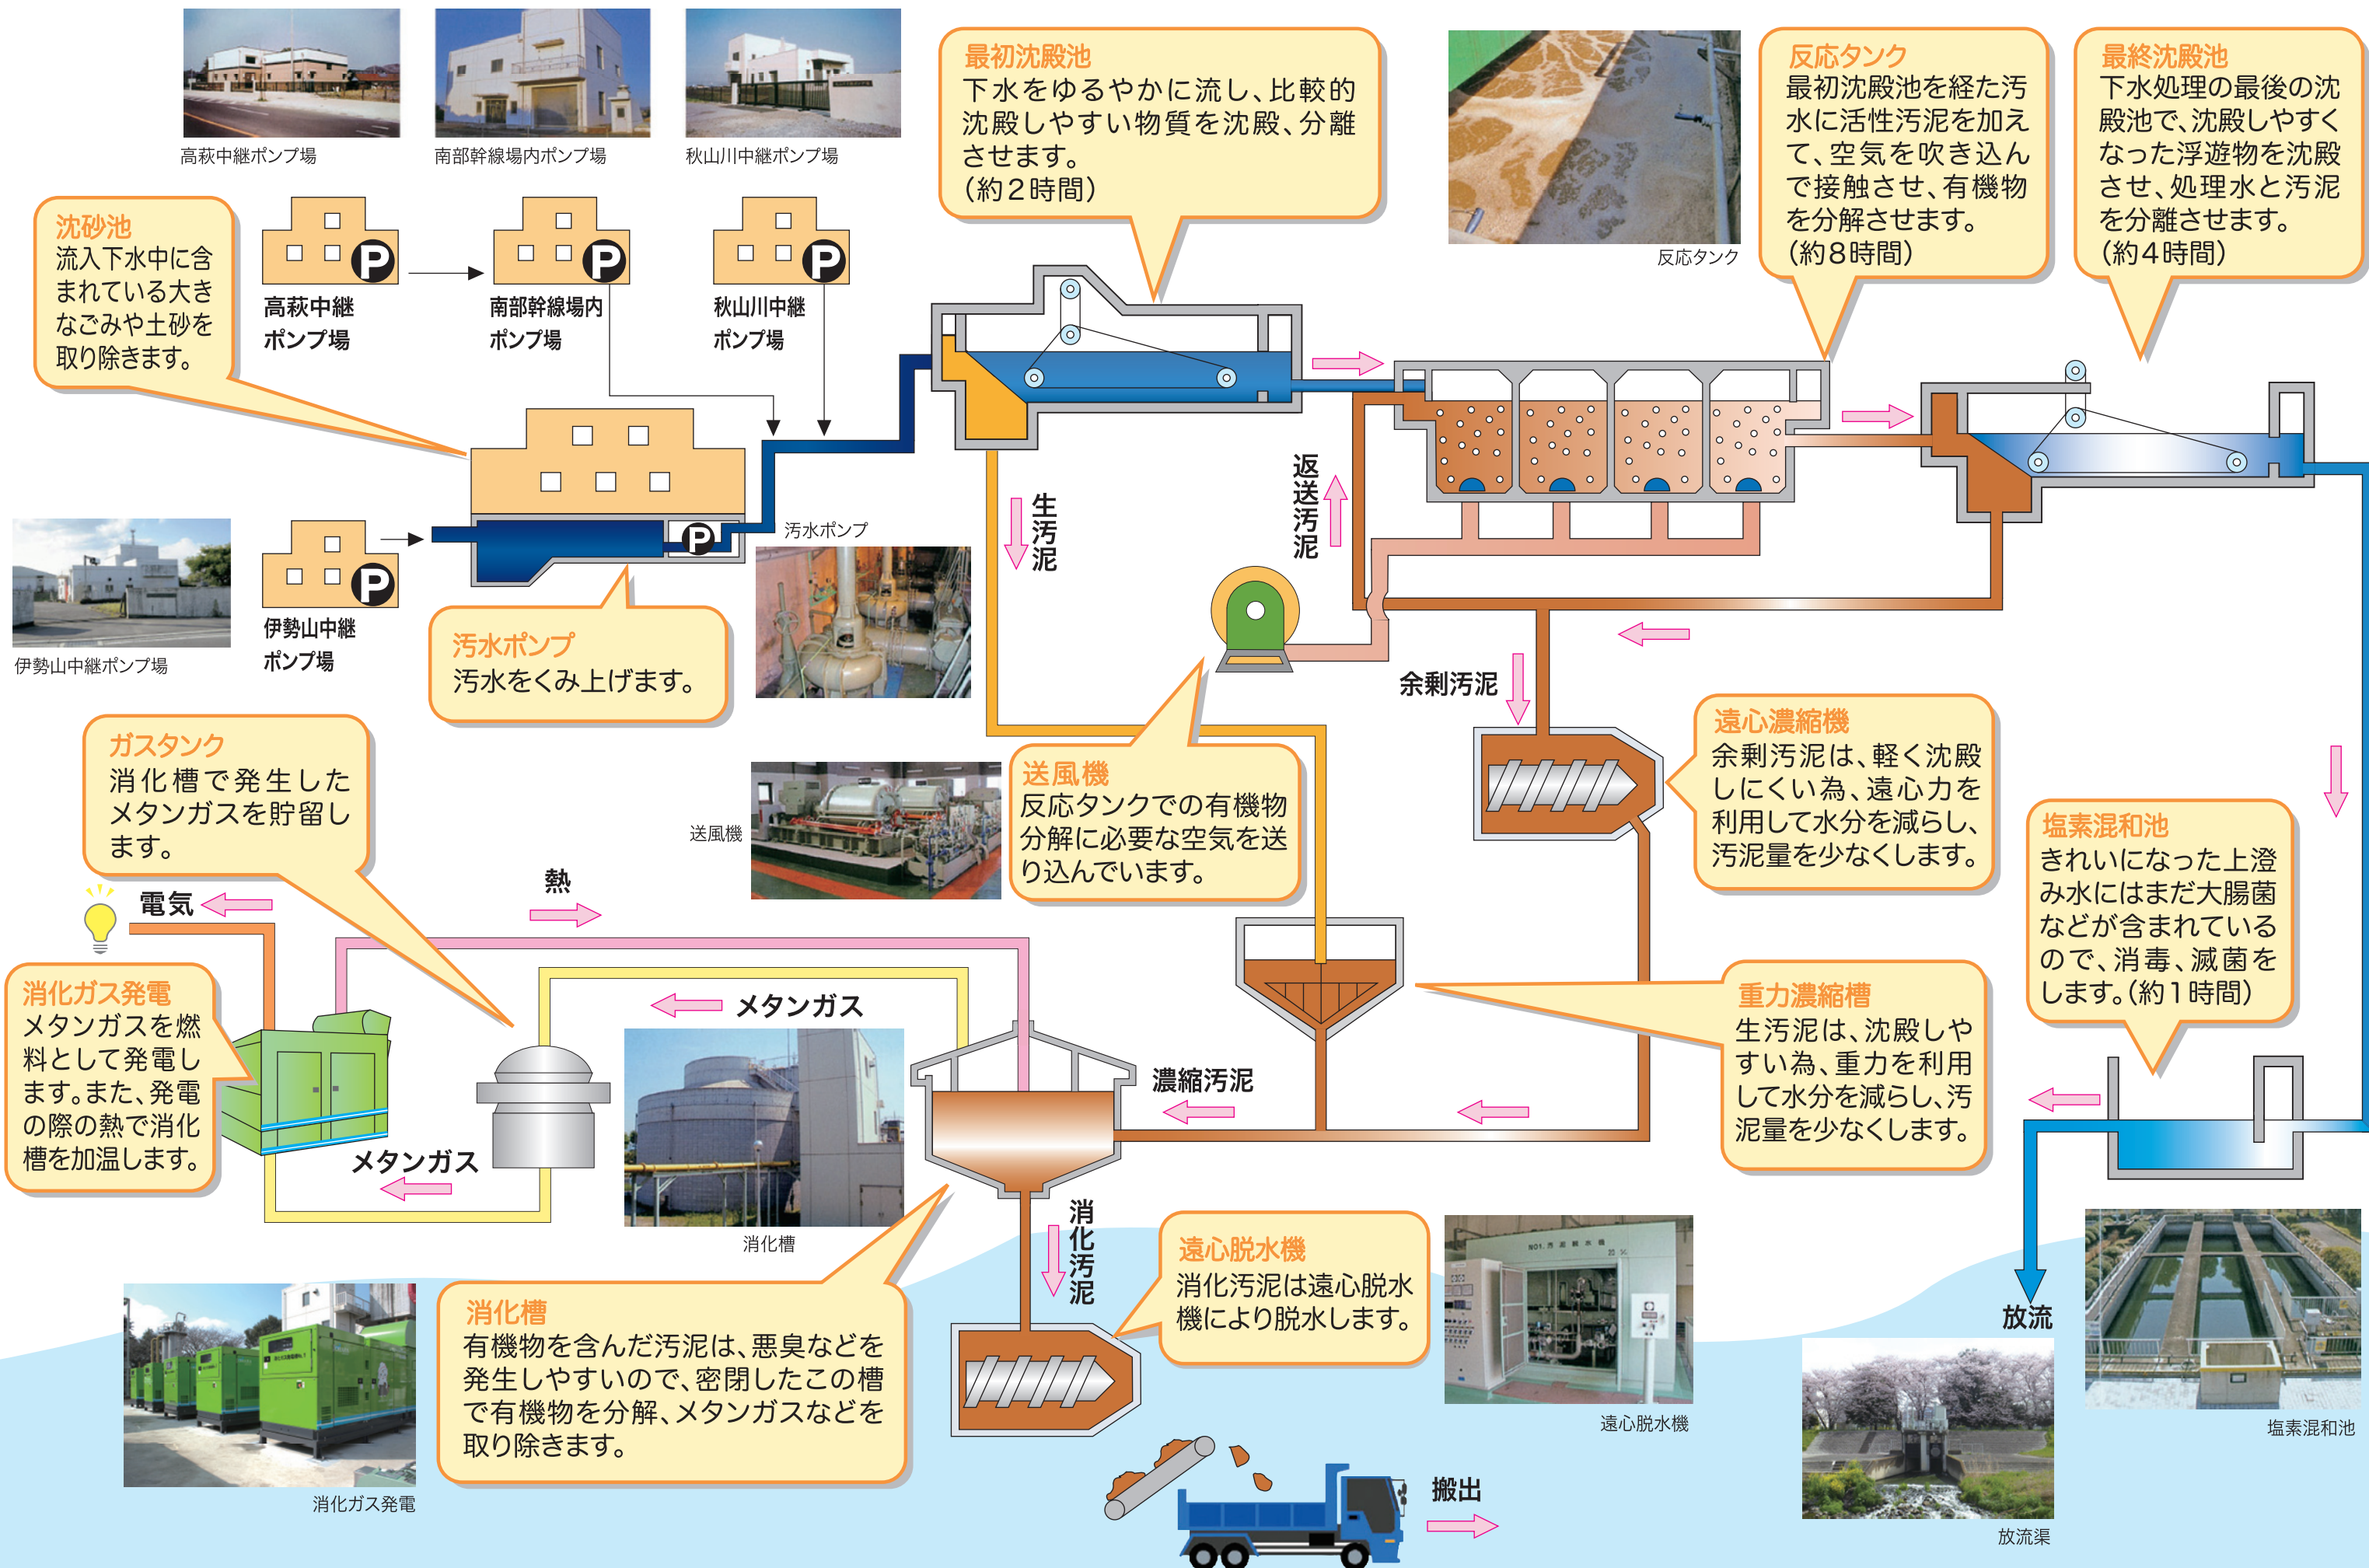 高萩中継ポンプ場
南部幹線場内ポンプ場
秋山川中継ポンプ場
最初沈殿池
下水をゆるやかに流し、比較的
沈殿しやすい物質を沈殿、分離
させます。
(約2時間)
反応タンク
反応タンク
最初沈殿池を経た汚
水に活性汚泥を加え
て、空気を吹き込ん
で接触させ、有機物
を分解させます。
(約8時間)
最終沈殿池
下水処理の最後の沈
殿池で、沈殿しやすく
なった浮遊物を沈殿
させ、処理水と汚泥
を分離させます。
(約4時間)
沈砂池
流入下水中に含
まれている大き
なごみや土砂を
取り除きます。
P
高萩中継
ポンプ場
P
南部幹線場内
ポンプ場
P
秋山川中継
ポンプ場
P
汚水ポンプ
伊勢山中継ポンプ場
P
伊勢山中継
ポンプ場
汚水ポンプ
汚水をくみ上げます。
生汚泥
返送汚泥
余剰汚泥
遠心濃縮機
余剰汚泥は、軽く沈殿
しにくい為、遠心力を
利用して水分を減らし、
汚泥量を少なくします。
ガスタンク
消化槽で発生した
メタンガスを貯留し
ます。
送風機
送風機
反応タンクでの有機物
分解に必要な空気を送
り込んでいます。
塩素混和池
きれいになった上澄
み水にはまだ大腸菌
などが含まれている
ので、消毒、滅菌を
します。(約1時間)
電気
熱
消化ガス発電
メタンガスを燃
料として発電し
ます。また、発電
の際の熱で消化
槽を加温します。
メタンガス
メタンガス
消化槽
濃縮汚泥
重力濃縮槽
生汚泥は、沈殿しや
すい為、重力を利用
して水分を減らし、汚
泥量を少なくします。
消化汚泥
遠心脱水機
消化汚泥は遠心脱水
機により脱水します。
NO1.汚泥脱水機
遠心脱水機
放流
塩素混和池
放流渠
消化ガス発電
消化槽
有機物を含んだ汚泥は、悪臭などを
発生しやすいので、密閉したこの槽
で有機物を分解、メタンガスなどを
取り除きます。
搬出